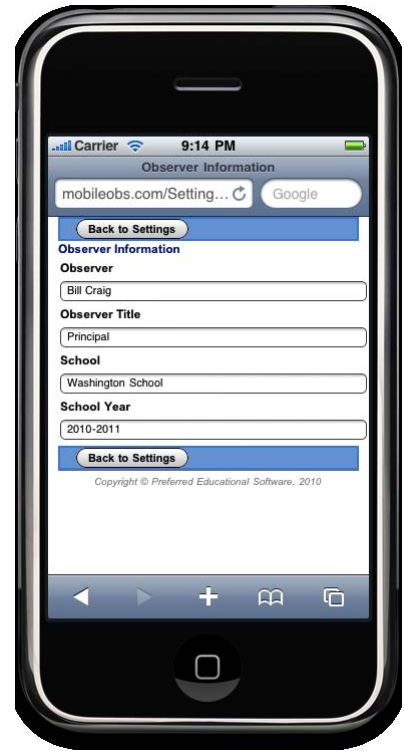 Carrier 9:14 PM
Observer Information
mobileobs.com/Setting... Google
Back to Settings
Observer Information
Observer
Bill Craig
Observer Title
Principal
School
Washington School
School Year
2010-2011
Back to Settings
Copyright © Preferred Educational Software. 2010